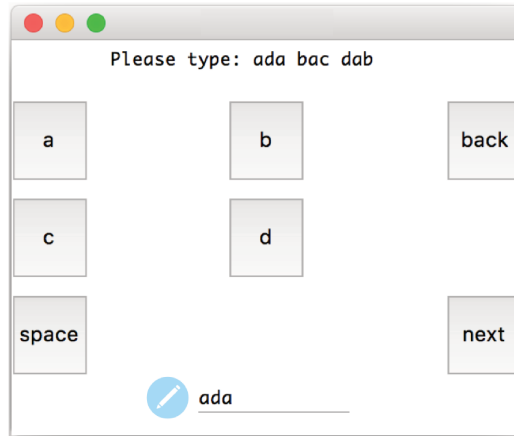 Please type: ada bac dab
a b back
c d
space next
ada